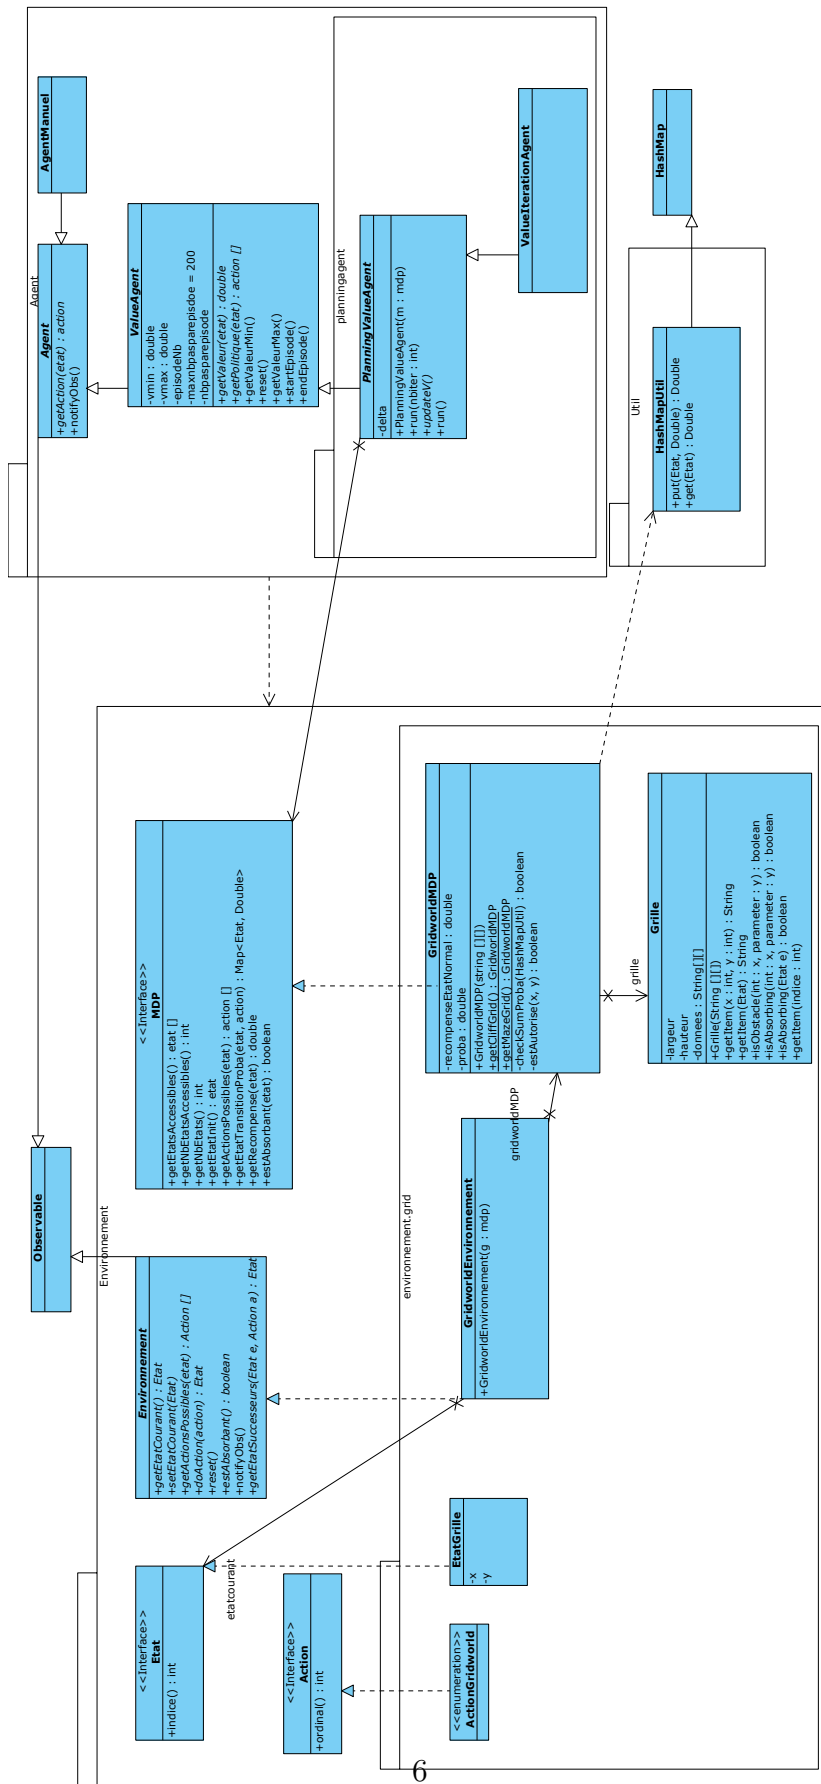 Observable
Environnement
<<Interface>>
Etat
+indice() : int
<<Interface>>
Action
+ordinal() : int
Environnement
+getEtatCourant() : Etat
+setEtatCourant(Etat)
+getActionsPossibles(etat) : Action []
+doAction(action) : Etat
+reset()
+estAbsorbant() : boolean
+notifyObs()
+getEtatSuccesseurs(Etat e, Action a) : Etat
<<Interface>>
MDP
+getEtatsAccessibles() : etat []
+getNbEtatsAccessibles() : int
+getNbEtats() : int
+getEtatInit() : etat
+getActionsPossibles(etat) : action []
+getEtatTransitionProba(etat, action) : Map<Etat, Double>
+getRecompense(etat) : double
+estAbsorbant(etat) : boolean
etatcourant
environnement.grid
<<enumeration>>
ActionGridworld
EtatGrille
-x
-y
GridworldEnvironnement
+GridworldEnvironnement(g : mdp)
gridworldMDP
GridworldMDP
-recompenseEtatNormal : double
-proba : double
+GridworldMDP(string [][])
+getCliffGrid() : GridworldMDP
+getMazeGrid() : GridworldMDP
-checkSumProba(HashMapUtil) : boolean
-estAutorise(x, y) : boolean
grille
Grille
-largeur
-hauteur
-donnees : String[][]
+Grille(String [][])
+getItem(x : int, y : int) : String
+getItem(Etat) : String
+isObstacle(int : x, parameter : y) : boolean
+isAbsorbing(int : x, parameter : y) : boolean
+isAbsorbing(Etat e) : boolean
+getItem(indice : int)
Agent
Agent
+getAction(etat) : action
+notifyObs()
AgentManuel
ValueAgent
-vmin : double
-vmax : double
-episodeNb
-maxnbpasparepisdoe = 200
-nbpasparepisode
+getValeur(etat) : double
+getPolitique(etat) : action []
+getValeurMin()
+reset()
+getValeurMax()
+startEpisode()
+endEpisode()
planningagent
PlanningValueAgent
-delta
+PlanningValueAgent(m : mdp)
+run(nbiter : int)
+updateV()
+run()
ValueIterationAgent
Util
HashMapUtil
+put(Etat, Double) : Double
+get(Etat) : Double
HashMap
6